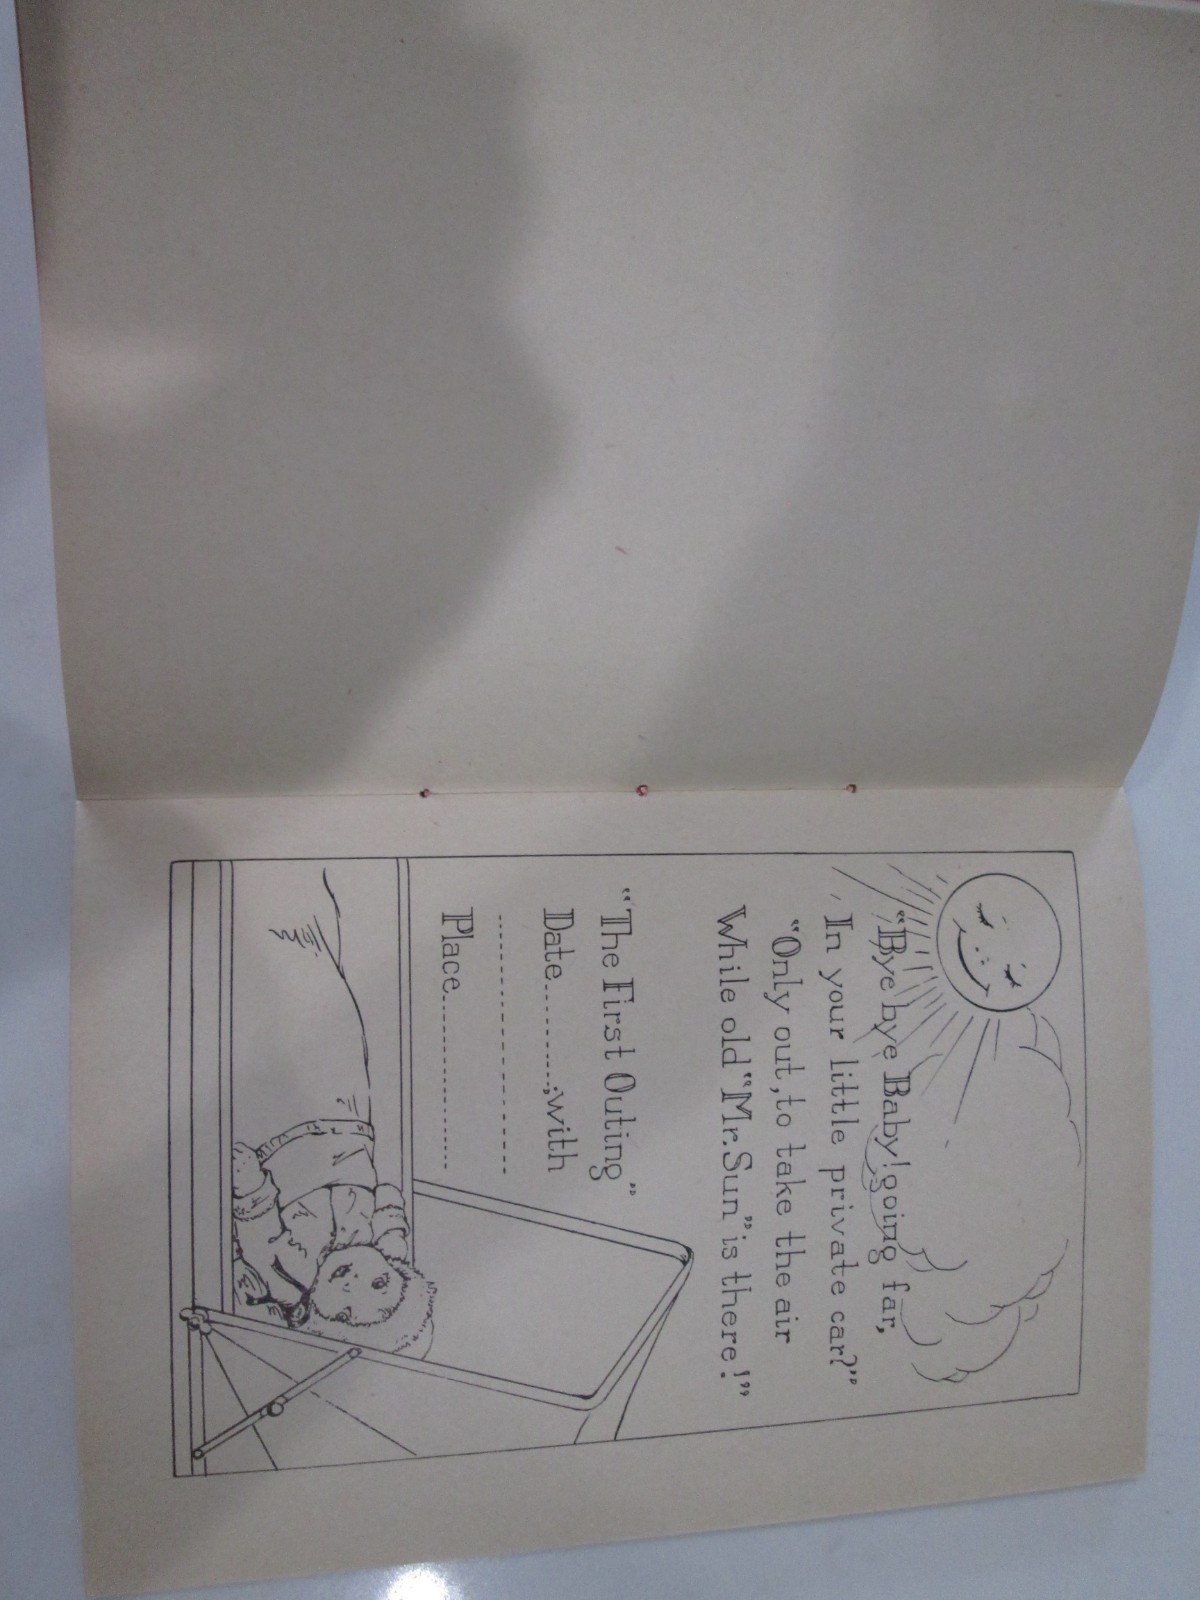 "Bye bye Baby! going far,
In your little private car?"
"Only out, to take the air
While old "Mr. Sun" is there!"
"The First Outing"
Date..........;with
....................
Place....................